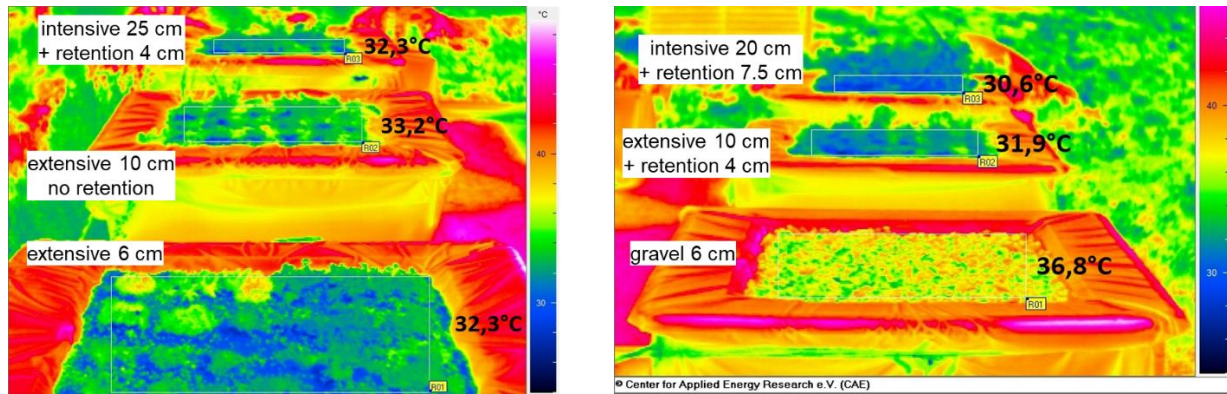 °C
intensive 25 cm
+ retention 4 cm
32,3°C
R03
33,2°C
R02
40
extensive 10 cm
no retention
extensive 6 cm
30
32,3°C
R01
°C
intensive 20 cm
+ retention 7.5 cm
30,6°C
R03
40
extensive 10 cm
+ retention 4 cm
31,9°C
R02
gravel 6 cm
36,8°C
30
R01
© Center for Applied Energy Research e.V. (CAE)